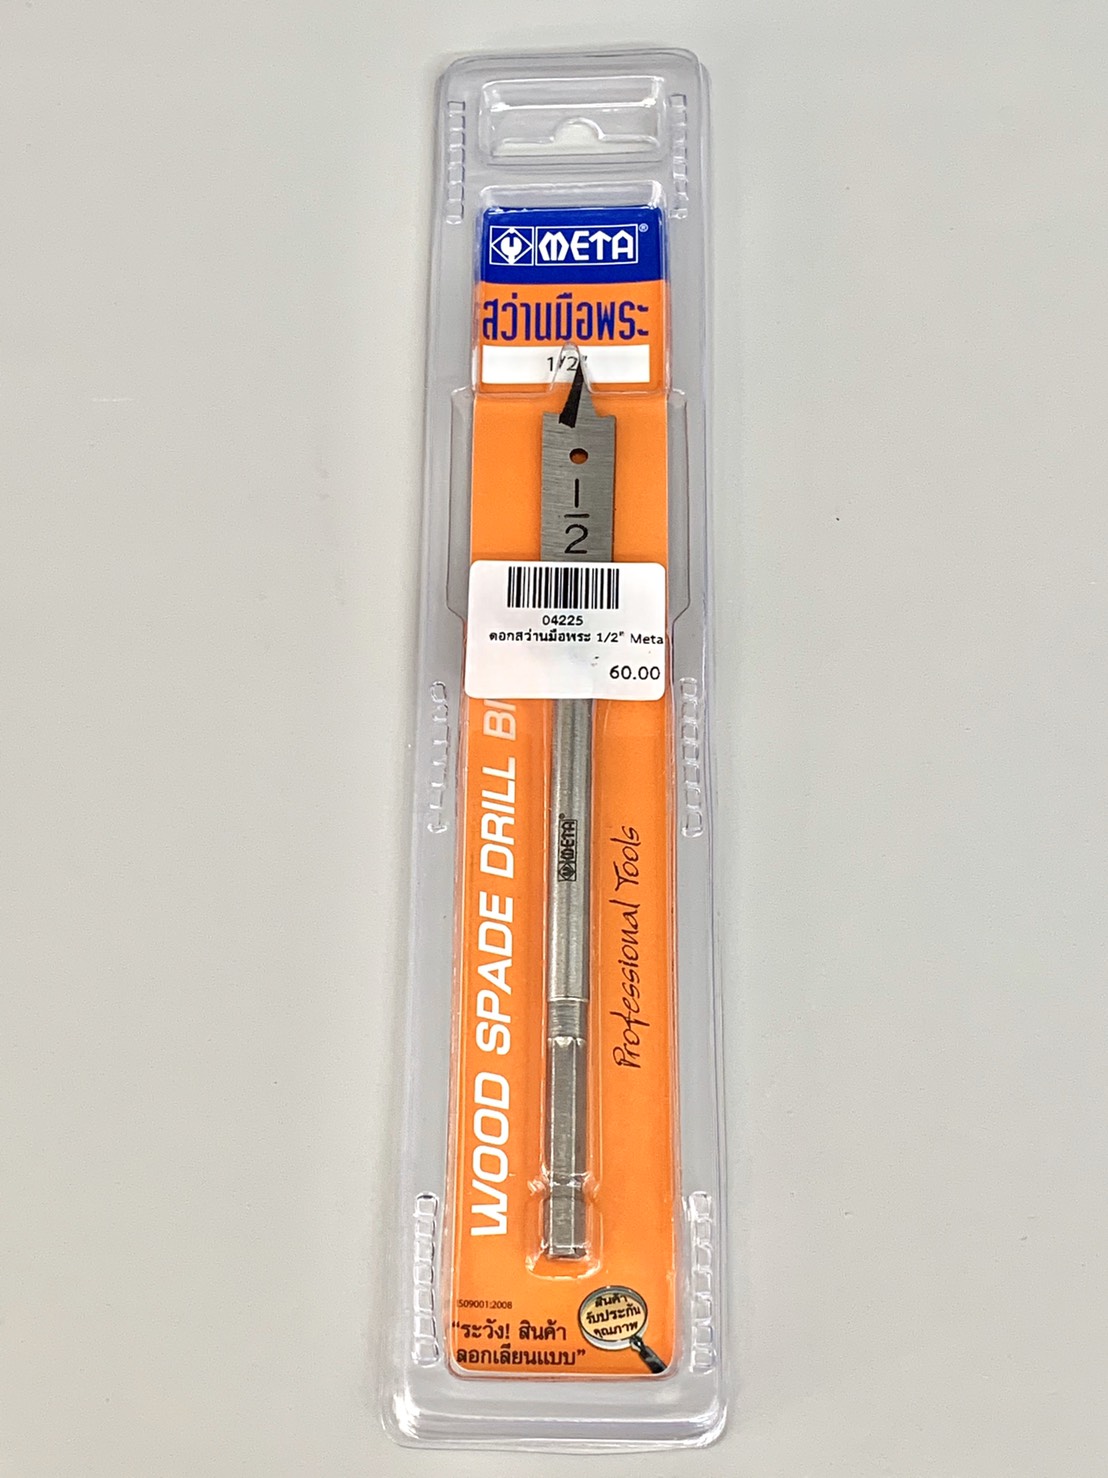 META®
สว่านมือพระ
1/2"
1
2
04225
ดอกสว่านมือพระ 1/2" Meta
60.00
WOOD SPADE DRILL BI
META®
Professional Tools
ISO9001:2008
"ระวัง! สินค้า
ลอกเลียนแบบ"
สินค้า
รับประกัน
คุณภาพ